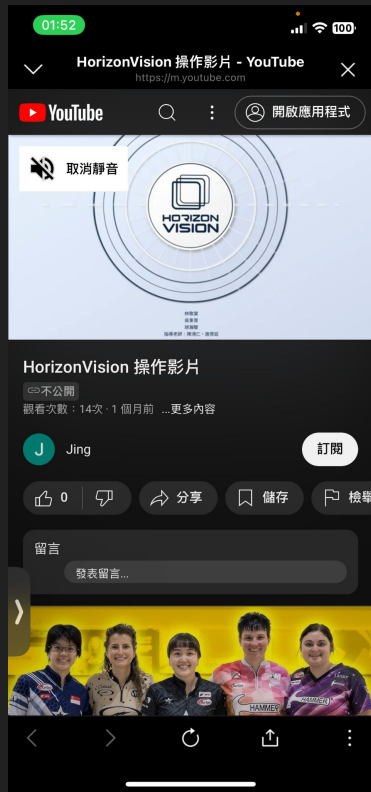 01:52
100
HorizonVision 操作影片 - YouTube
https://m.youtube.com
YouTube
開啟應用程式
取消靜音
HORIZON
VISION
HorizonVision 操作影片
不公開
觀看次數：14次 · 1 個月前 ...更多內容
J
Jing
訂閱
0
分享
儲存
檢舉
留言
發表留言...
HAMMER
HAMMER